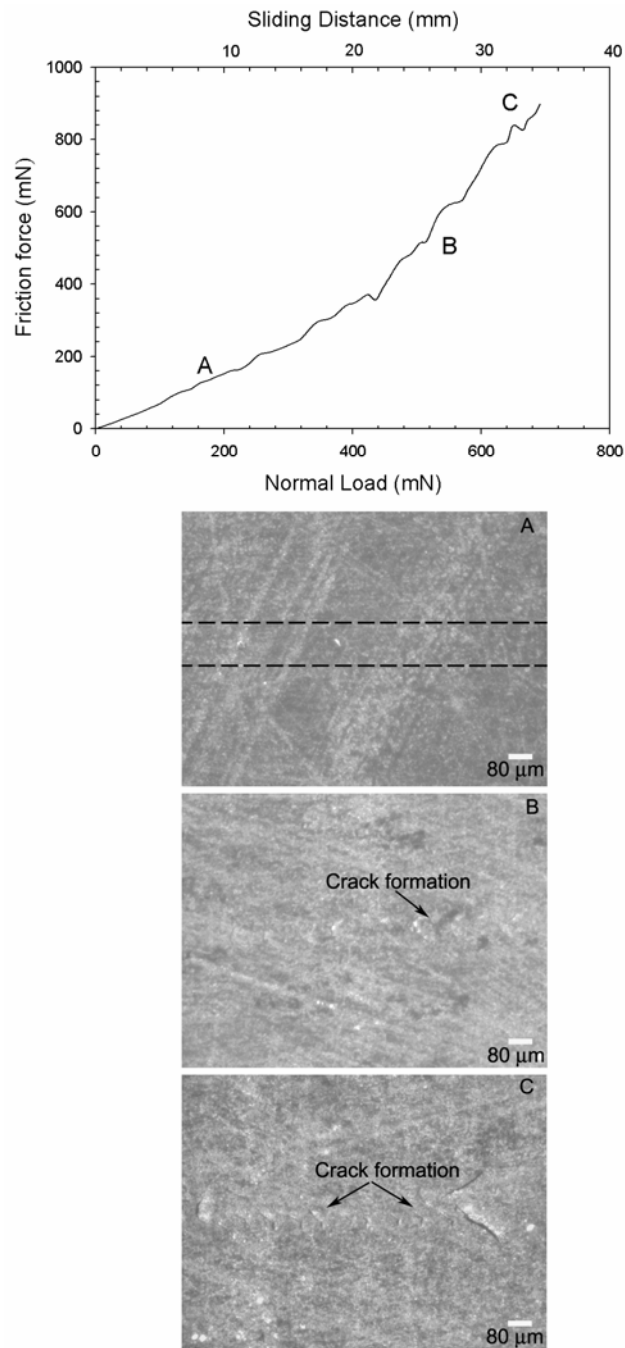 Sliding Distance (mm)
0 10 20 30 40
1000
800
600
400
200
0
Friction force (mN)
A
B
C
0 200 400 600 800
Normal Load (mN)
A
80 μm
B
Crack formation
80 μm
C
Crack formation
80 μm